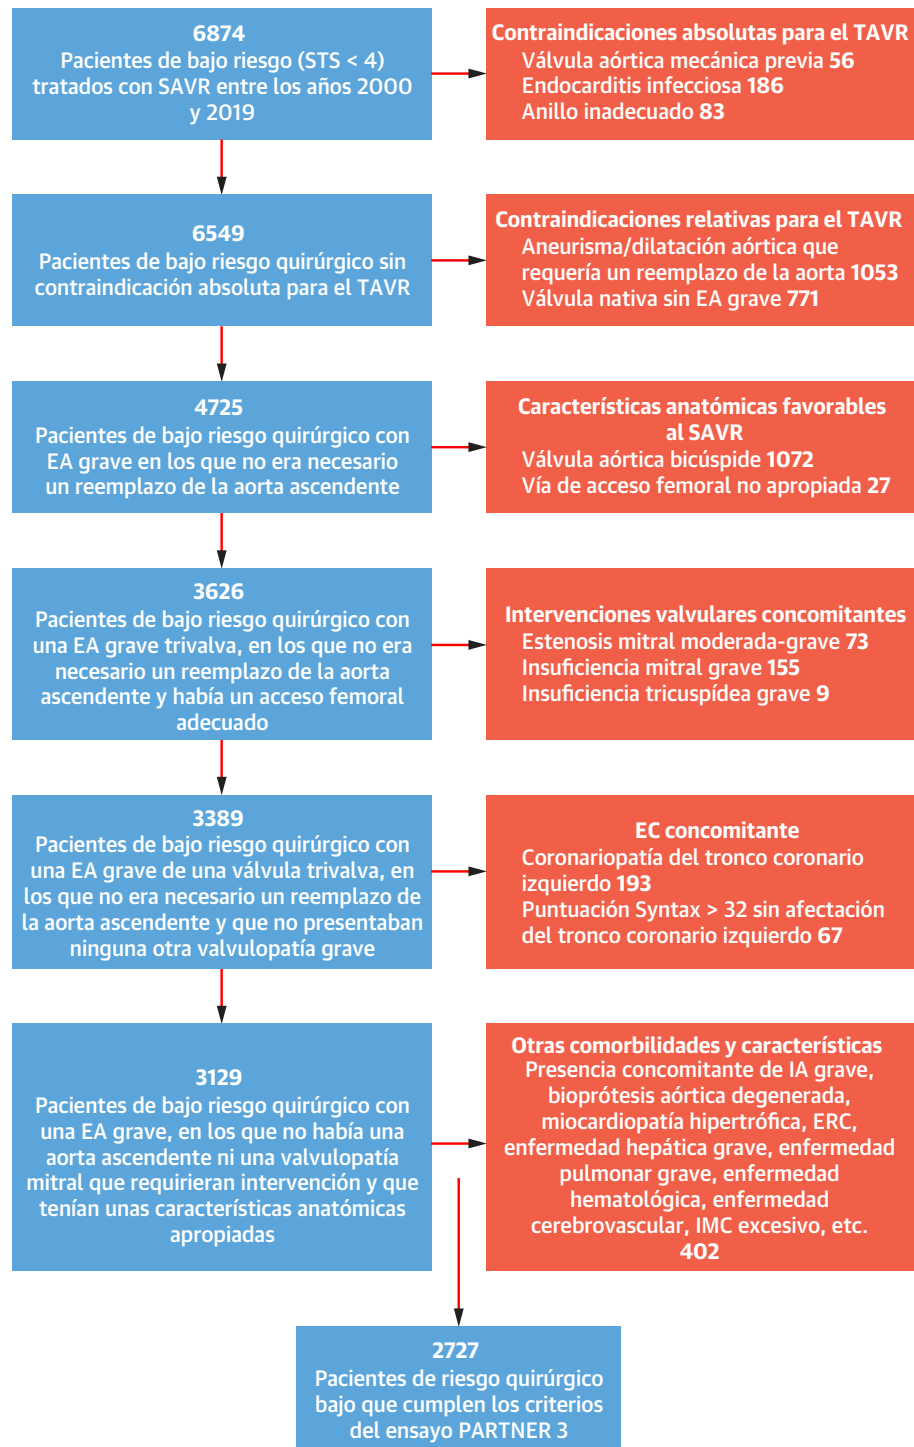 6874
Pacientes de bajo riesgo (STS < 4)
tratados con SAVR entre los años 2000
y 2019
Contraindicaciones absolutas para el TAVR
Válvula aórtica mecánica previa 56
Endocarditis infecciosa 186
Anillo inadecuado 83
6549
Pacientes de bajo riesgo quirúrgico sin
contraindicación absoluta para el TAVR
Contraindicaciones relativas para el TAVR
Aneurisma/dilatación aórtica que
requería un reemplazo de la aorta 1053
Válvula nativa sin EA grave 771
4725
Pacientes de bajo riesgo quirúrgico con
EA grave en los que no era necesario
un reemplazo de la aorta ascendente
Características anatómicas favorables
al SAVR
Válvula aórtica bicúspide 1072
Vía de acceso femoral no apropiada 27
3626
Pacientes de bajo riesgo quirúrgico con
una EA grave trivalva, en los que no era
necesario un reemplazo de la aorta
ascendente y había un acceso femoral
adecuado
Intervenciones valvulares concomitantes
Estenosis mitral moderada-grave 73
Insuficiencia mitral grave 155
Insuficiencia tricuspídea grave 9
3389
Pacientes de bajo riesgo quirúrgico con
una EA grave de una válvula trivalva, en
los que no era necesario un reemplazo de
la aorta ascendente y que no presentaban
ninguna otra valvulopatía grave
EC concomitante
Coronariopatía del tronco coronario
izquierdo 193
Puntuación Syntax > 32 sin afectación
del tronco coronario izquierdo 67
3129
Pacientes de bajo riesgo quirúrgico con
una EA grave, en los que no había una
aorta ascendente ni una valvulopatía
mitral que requirieran intervención y que
tenían unas características anatómicas
apropiadas
Otras comorbilidades y características
Presencia concomitante de IA grave,
bioprótesis aórtica degenerada,
miocardiopatía hipertrófica, ERC,
enfermedad hepática grave, enfermedad
pulmonar grave, enfermedad
hematológica, enfermedad
cerebrovascular, IMC excesivo, etc.
402
2727
Pacientes de riesgo quirúrgico
bajo que cumplen los criterios
del ensayo PARTNER 3